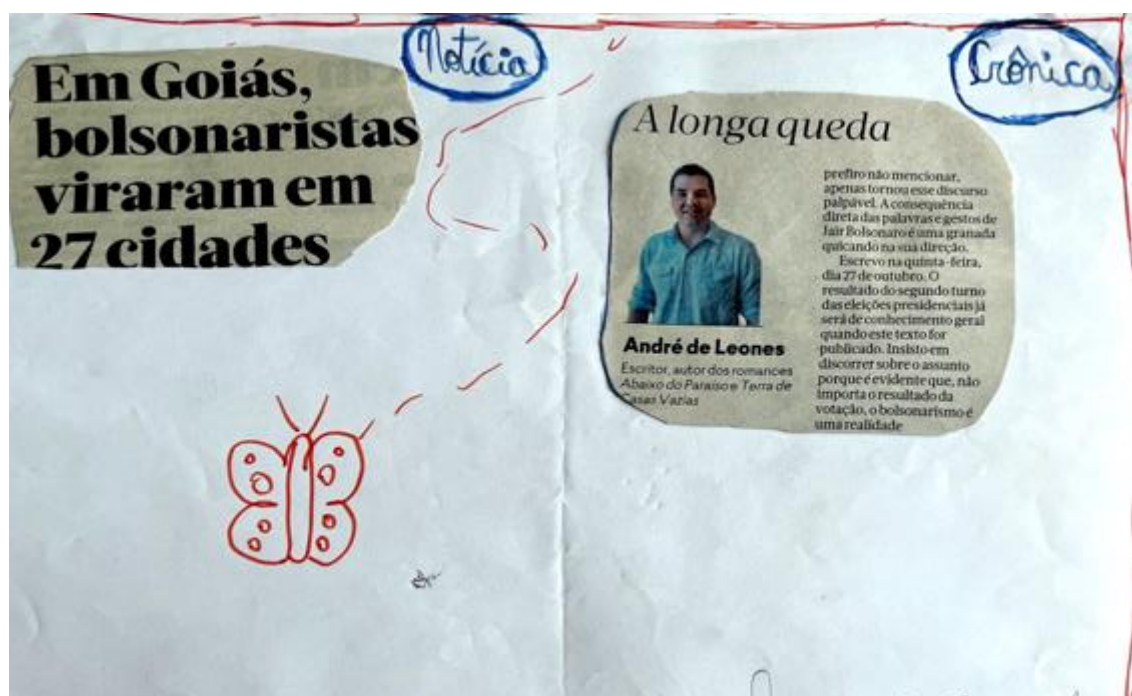 Notícia
Em Goiás,
bolsonaristas
viraram em
27 cidades
Crônica
A longa queda
André de Leones
Escritor, autor dos romances
Abaixo do Paraíso e Terra de
Casas Vazias
prefiro não mencionar,
apenas tornou esse discurso
palpável. A consequência
direta das palavras e gestos de
Jair Bolsonaro é uma granada
quicando na sua direção.
Escrevo na quinta-feira,
dia 27 de outubro. O
resultado do segundo turno
das eleições presidenciais já
será de conhecimento geral
quando este texto for
publicado. Insisto em
discorrer sobre o assunto
porque é evidente que, não
importa o resultado da
votação, o bolsonarismo é
uma realidade